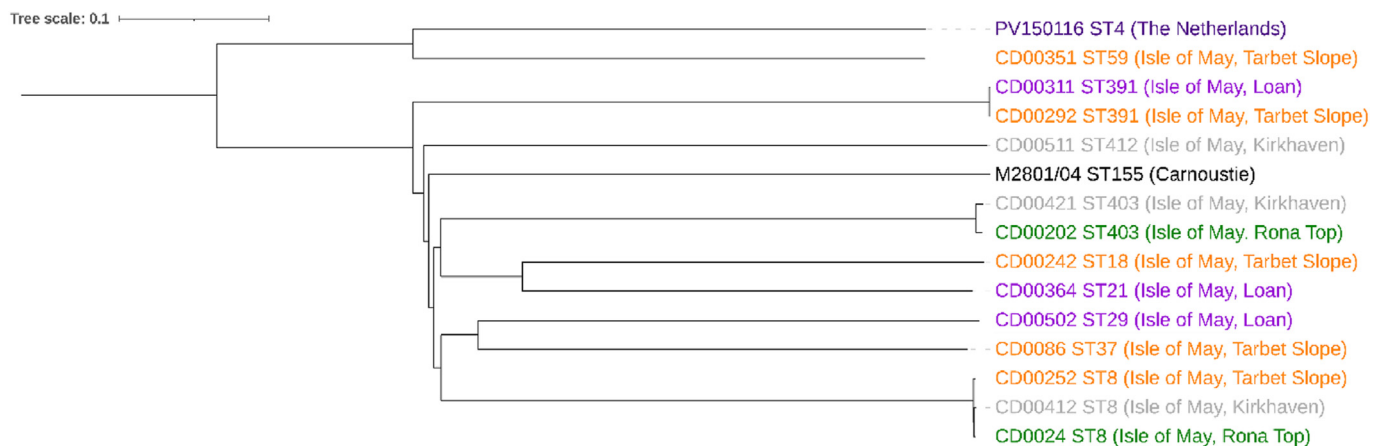 Tree scale: 0.1
PV150116 ST4 (The Netherlands)
CD00351 ST59 (Isle of May, Tarbet Slope)
CD00311 ST391 (Isle of May, Loan)
CD00292 ST391 (Isle of May, Tarbet Slope)
CD00511 ST412 (Isle of May, Kirkhaven)
M2801/04 ST155 (Carnoustie)
CD00421 ST403 (Isle of May, Kirkhaven)
CD00202 ST403 (Isle of May. Rona Top)
CD00242 ST18 (Isle of May, Tarbet Slope)
CD00364 ST21 (Isle of May, Loan)
CD00502 ST29 (Isle of May, Loan)
CD0086 ST37 (Isle of May, Tarbet Slope)
CD00252 ST8 (Isle of May, Tarbet Slope)
CD00412 ST8 (Isle of May, Kirkhaven)
CD0024 ST8 (Isle of May, Rona Top)